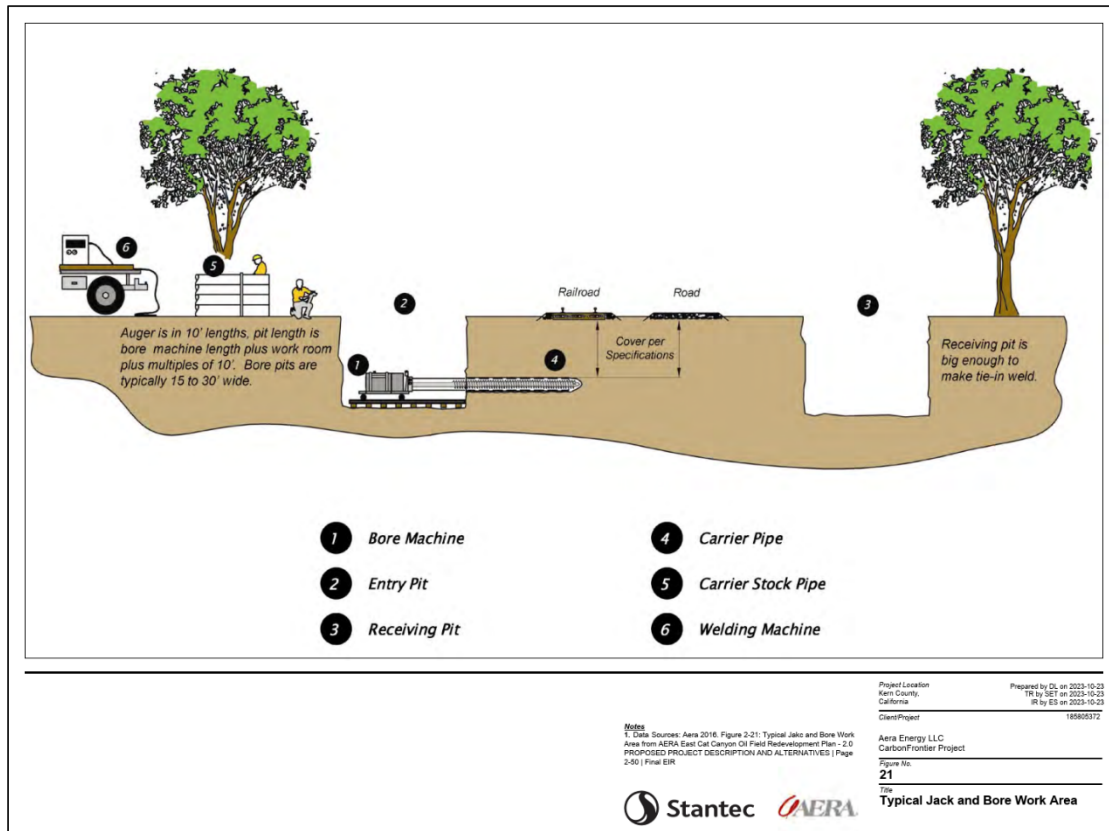 6
5
2
Railroad
Road
3
Auger is in 10' lengths, pit length is
bore machine length plus work room
plus multiples of 10'. Bore pits are
typically 15 to 30' wide.
1
4
Cover per
Specifications
Receiving pit is
big enough to
make tie-in weld.
1 Bore Machine
2 Entry Pit
3 Receiving Pit
4 Carrier Pipe
5 Carrier Stock Pipe
6 Welding Machine
Notes
1. Data Sources: Aera 2016. Figure 2-21: Typical Jakc and Bore Work
Area from AERA East Cat Canyon Oil Field Redevelopment Plan - 2.0
PROPOSED PROJECT DESCRIPTION AND ALTERNATIVES | Page
2-50 | Final EIR
Stantec
AERA
Project Location
Kern County,
California
Prepared by DL on 2023-10-23
TR by SET on 2023-10-23
IR by ES on 2023-10-23
Client/Project
185805372
Aera Energy LLC
CarbonFrontier Project
Figure No.
21
Title
Typical Jack and Bore Work Area